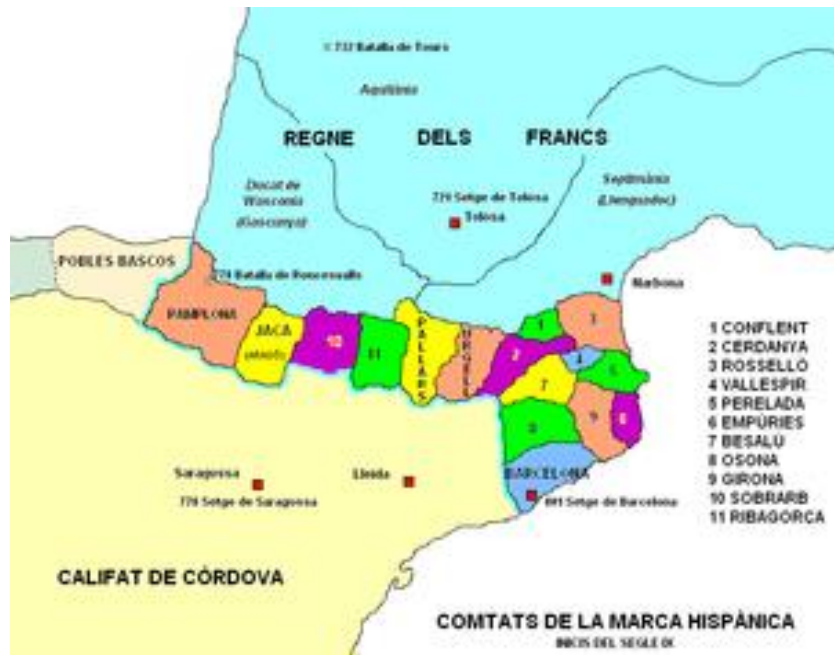 732 Batalla de Tours
Aquitània
REGNE DELS FRANCS
Ducat de
Wasconia
(Gascunya)
721 Setge de Tolosa
Tolosa
Septimània
(Llenguadoc)
POBLES BASCOS
778 Batalla de Roncesvalls
Narbona
PAMPLONA
JACA
(ARAGÓ)
10
11
PALLARS
URGELL
1
2
3
4
5
6
7
8
9
BARCELONA
801 Setge de Barcelona
Saragossa
778 Setge de Saragossa
Lleida
1 CONFLENT
2 CERDANYA
3 ROSSELLÓ
4 VALLESPIR
5 PERELADA
6 EMPÚRIES
7 BESALÚ
8 OSONA
9 GIRONA
10 SOBRARB
11 RIBAGORÇA
CALIFAT DE CÒRDOVA
COMTATS DE LA MARCA HISPÀNICA
INICIS DEL SEGLE IX